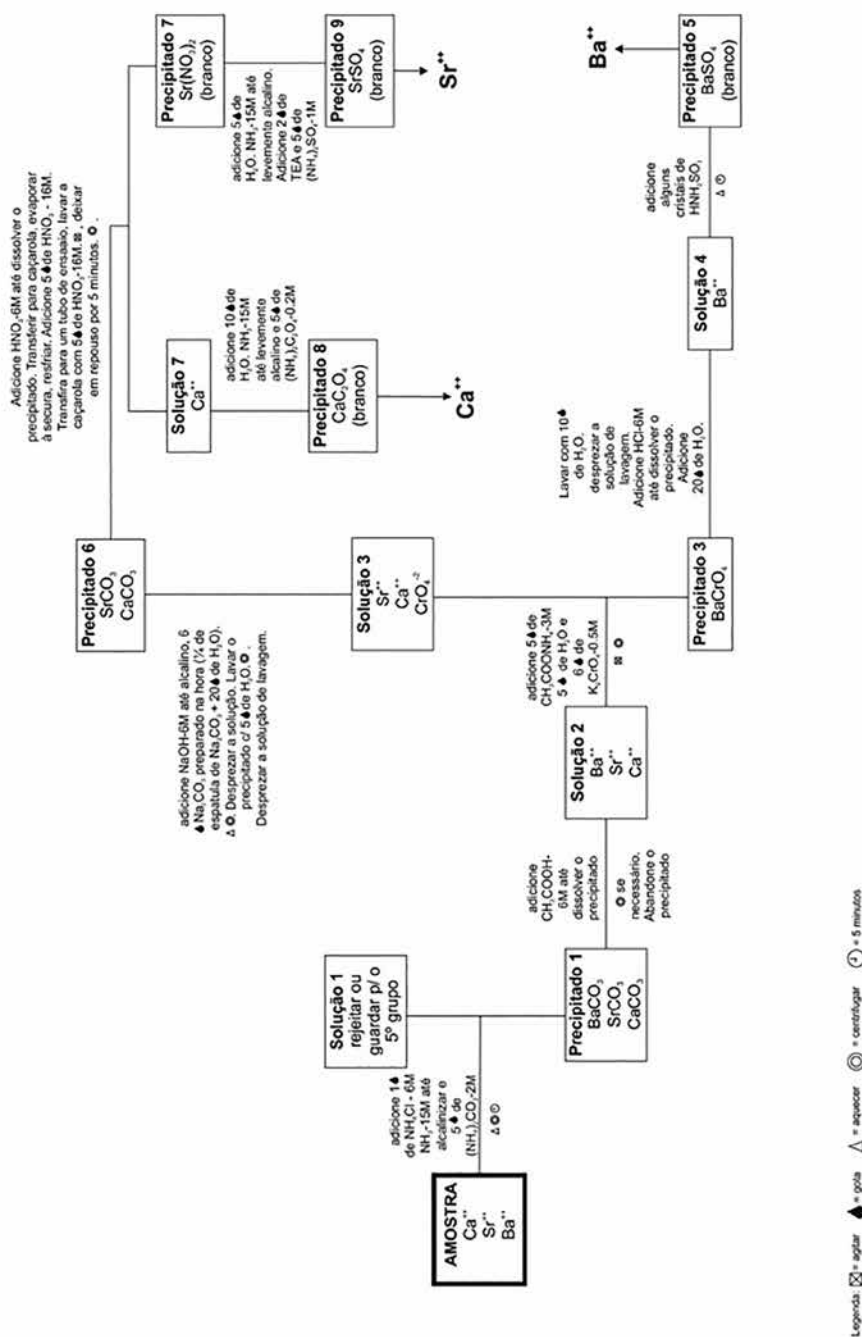 AMOSTRA
Ca⁺⁺
Sr⁺⁺
Ba⁺⁺
adicione 1💧
de NH₄Cl - 6M
NH₃-15M até
alcalinizar e
5 💧 de
(NH₄)₂CO₃-2M
Solução 1
rejeitar ou
guardar p/ o
5º grupo
Precipitado 1
BaCO₃
SrCO₃
CaCO₃
adicione
CH₃COOH-
6M até
dissolver o
precipitado
se
necessário.
Abandone o
precipitado
Solução 2
Ba⁺⁺
Sr⁺⁺
Ca⁺⁺
adicione 5💧de
CH₃COONH₄-3M
5 💧 de H₂O e
6 💧 de
K₂CrO₄-0.5M
Solução 3
Sr⁺⁺
Ca⁺⁺
CrO₄⁻²
Precipitado 3
BaCrO₄
adicione NaOH-6M até alcalino, 6
💧 Na₂CO₃ preparado na hora (¼ de
espatula de Na₂CO₃ + 20💧de H₂O).
Δ. Desprezar a solução. Lavar o
precipitado c/ 5💧de H₂O.
Desprezar a solução de lavagem.
Precipitado 6
SrCO₃
CaCO₃
Adicione HNO₃-6M até dissolver o
precipitado. Transferir para caçarola, evaporar
à secura, resfriar. Adicione 5💧de HNO₃ - 16M.
Transfira para um tubo de ensaaio, lavar a
caçarola com 5💧de HNO₃-16M. ⊠ , deixar
em repouso por 5 minutos.
Solução 7
Ca⁺⁺
adicione 10💧de
H₂O. NH₃-15M
até levemente
alcalino e 5💧de
(NH₄)₂C₂O₄-0.2M
Precipitado 8
CaC₂O₄
(branco)
Ca⁺⁺
Precipitado 7
Sr(NO₃)₂
(branco)
adicione 5💧de
H₂O. NH₃-15M até
levemente alcalino.
Adicione 2💧de
TEA e 5💧de
(NH₄)₂SO₄-1M
Precipitado 9
SrSO₄
(branco)
Sr⁺⁺
Lavar com 10💧
de H₂O.
desprezar a
solução de
lavagem.
Adicione HCl-6M
até dissolver o
precipitado.
Adicione
20💧de H₂O.
Solução 4
Ba⁺⁺
adicione
alguns
cristais de
HNH₂SO₃
Precipitado 5
BaSO₄
(branco)
Ba⁺⁺
Legenda: ⊠ = agitar 💧 = gota △ = aquecer ◎ = centrifugar 🕘 = 5 minutos